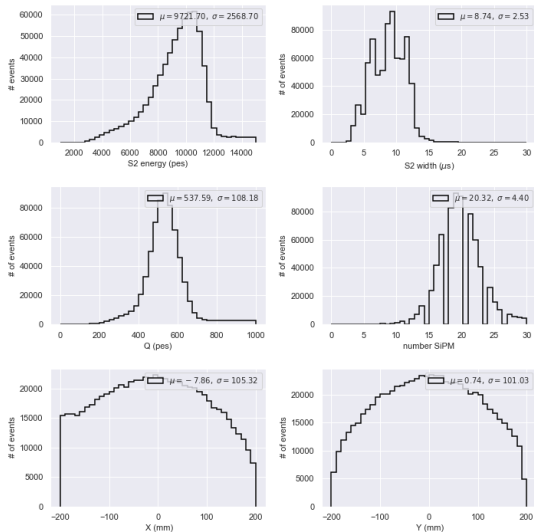 μ = 9721.70, σ = 2568.70
# events
60000
50000
40000
30000
20000
10000
0
2000 4000 6000 8000 10000 12000 14000
S2 energy (pes)
μ = 8.74, σ = 2.53
# of events
80000
60000
40000
20000
0
0 5 10 15 20 25 30
S2 width (μs)
μ = 537.59, σ = 108.18
# of events
80000
60000
40000
20000
0
0 200 400 600 800 1000
Q (pes)
μ = 20.32, σ = 4.40
# of events
80000
60000
40000
20000
0
0 5 10 15 20 25 30
number SiPM
μ = − 7.86, σ = 105.32
# of events
20000
15000
10000
5000
0
−200 −100 0 100 200
X (mm)
μ = 0.74, σ = 101.03
# of events
20000
15000
10000
5000
0
−200 −100 0 100 200
Y (mm)